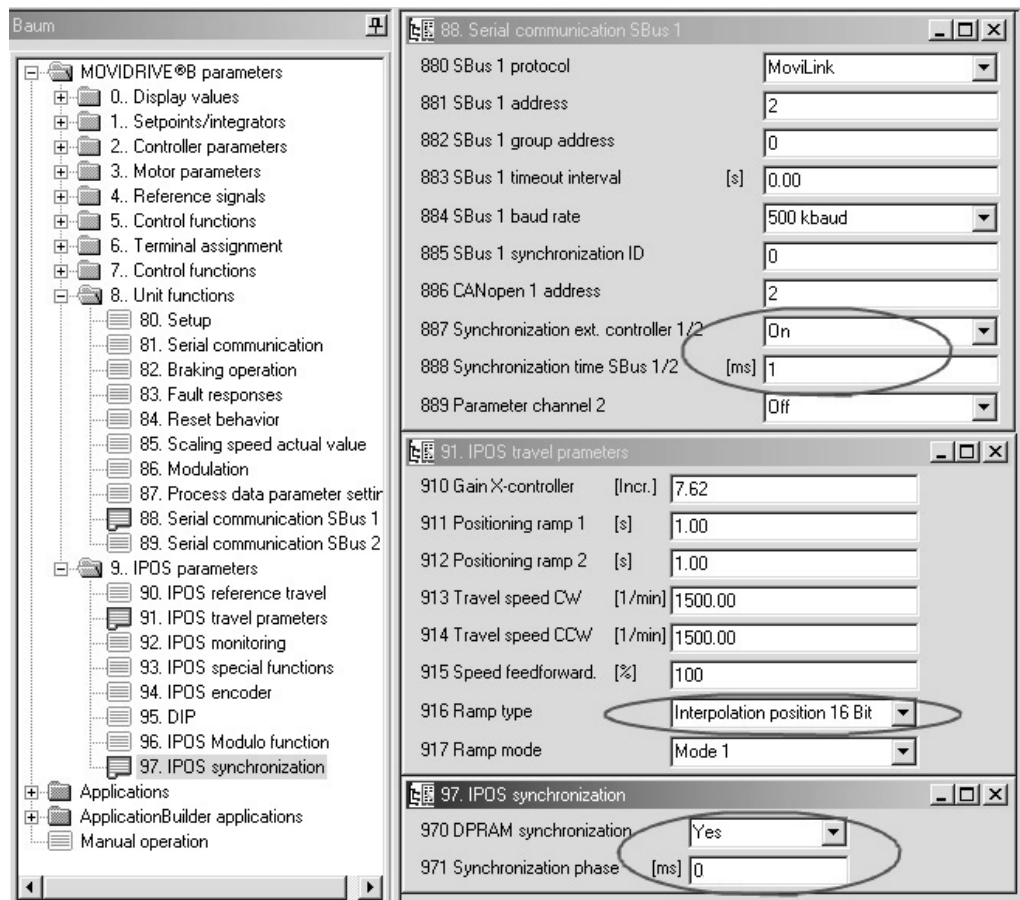 Baum
MOVIDRIVE®B parameters
0.. Display values
1.. Setpoints/integrators
2.. Controller parameters
3.. Motor parameters
4.. Reference signals
5.. Control functions
6.. Terminal assignment
7.. Control functions
8.. Unit functions
80. Setup
81. Serial communication
82. Braking operation
83. Fault responses
84. Reset behavior
85. Scaling speed actual value
86. Modulation
87. Process data parameter settir
88. Serial communication SBus 1
89. Serial communication SBus 2
9.. IPOS parameters
90. IPOS reference travel
91. IPOS travel prameters
92. IPOS monitoring
93. IPOS special functions
94. IPOS encoder
95. DIP
96. IPOS Modulo function
97. IPOS synchronization
Applications
ApplicationBuilder applications
Manual operation
88. Serial communication SBus 1
880 SBus 1 protocol MoviLink
881 SBus 1 address 2
882 SBus 1 group address 0
883 SBus 1 timeout interval [s] 0.00
884 SBus 1 baud rate 500 kbaud
885 SBus 1 synchronization ID 0
886 CANopen 1 address 2
887 Synchronization ext. controller 1/2 On
888 Synchronization time SBus 1/2 [ms] 1
889 Parameter channel 2 Off
91. IPOS travel prameters
910 Gain X-controller [Incr.] 7.62
911 Positioning ramp 1 [s] 1.00
912 Positioning ramp 2 [s] 1.00
913 Travel speed CW [1/min] 1500.00
914 Travel speed CCW [1/min] 1500.00
915 Speed feedforward. [%] 100
916 Ramp type Interpolation position 16 Bit
917 Ramp mode Mode 1
97. IPOS synchronization
970 DPRAM synchronization Yes
971 Synchronization phase [ms] 0